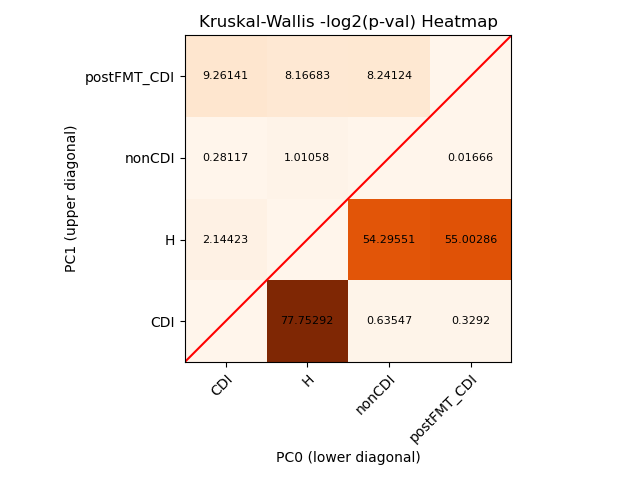 Kruskal-Wallis -log2(p-val) Heatmap
postFMT_CDI
9.26141 8.16683 8.24124
nonCDI
0.28117 1.01058 0.01666
H
2.14423 54.29551 55.00286
CDI
77.75292 0.63547 0.3292
PC1 (upper diagonal)
CDI H nonCDI postFMT_CDI
PC0 (lower diagonal)